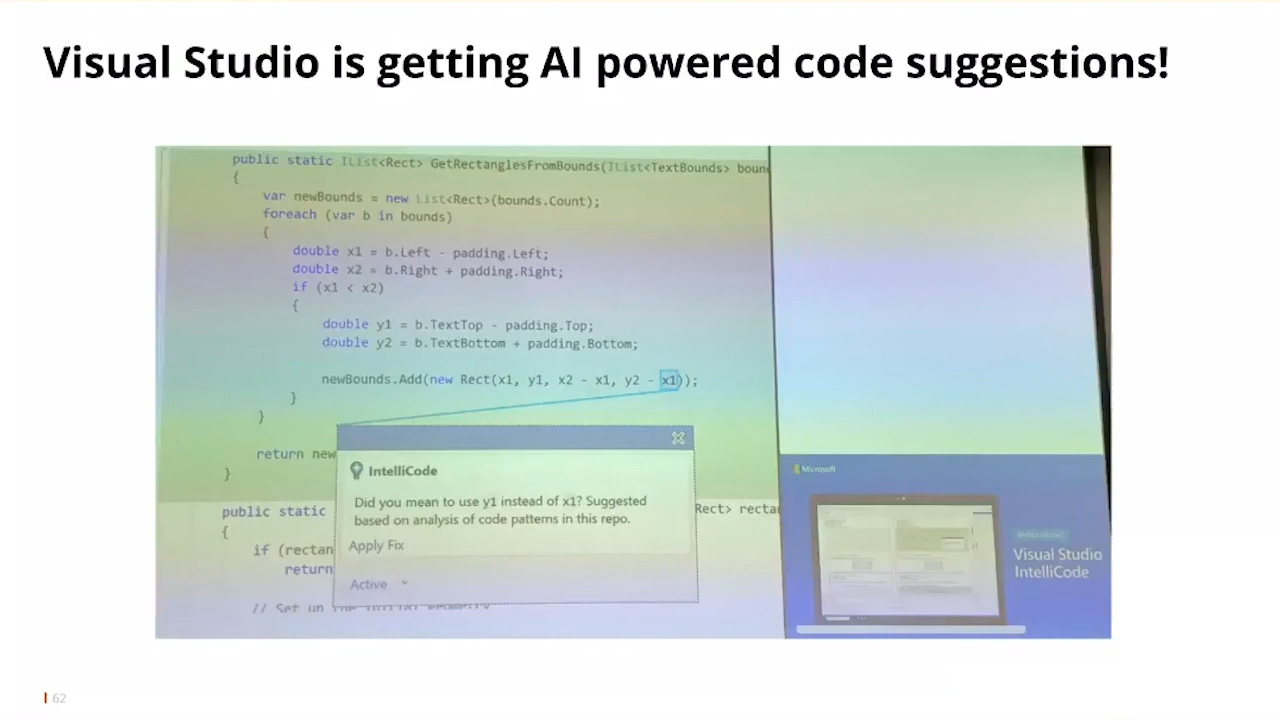 Visual Studio is getting AI powered code suggestions!
public static IList<Rect> GetRectanglesFromBounds(IList<TextBounds> boun
{
var newBounds = new List<Rect>(bounds.Count);
foreach (var b in bounds)
{
double x1 = b.Left - padding.Left;
double x2 = b.Right + padding.Right;
if (x1 < x2)
{
double y1 = b.TextTop - padding.Top;
double y2 = b.TextBottom + padding.Bottom;
newBounds.Add(new Rect(x1, y1, x2 - x1, y2 - x1));
}
}
return new
}
IntelliCode
Did you mean to use y1 instead of x1? Suggested
based on analysis of code patterns in this repo.
Apply Fix
Active
public static
Rect> recta
{
if (rectan
return
// Set up the initial geometry
Microsoft
Visual Studio
IntelliCode
62